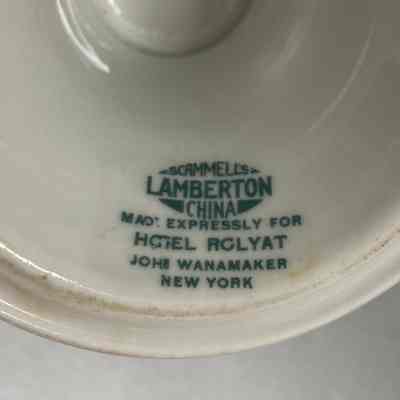 SCAMMELL'S
LAMBERTON
CHINA
MADE EXPRESSLY FOR
HOTEL ROLYAT
JOHN WANAMAKER
NEW YORK